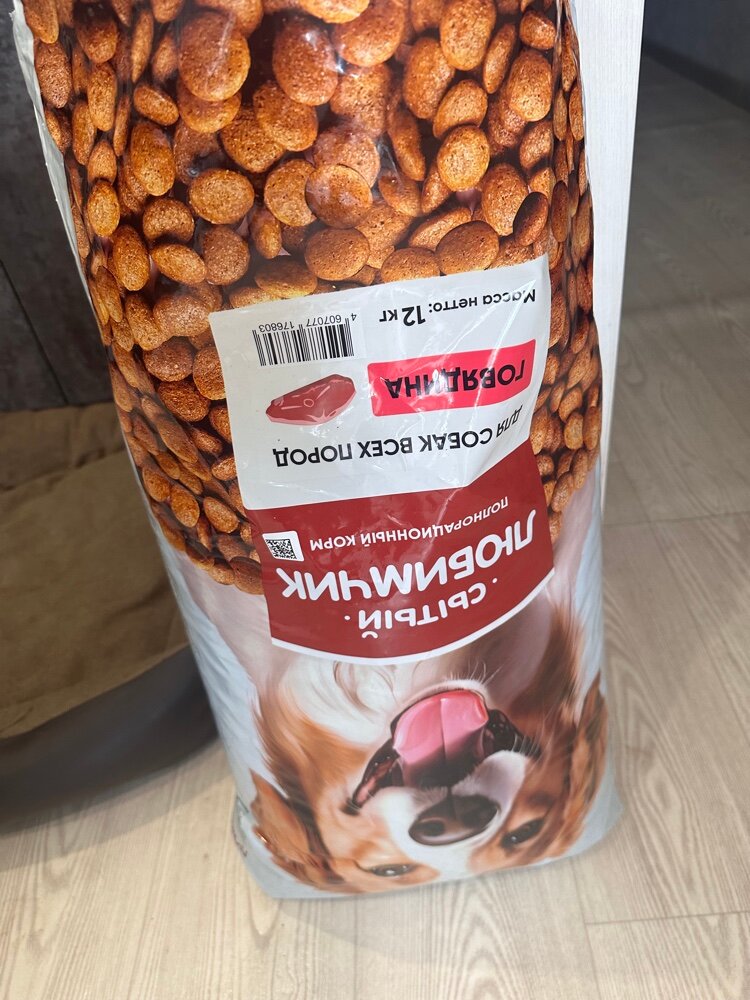 · СЫТЫЙ ·
ЛЮБИМЧИК
ПОЛНОРАЦИОННЫЙ КОРМ
ДЛЯ СОБАК ВСЕХ ПОРОД
ГОВЯДИНА
Масса нетто: 12 кг
4 607077 176803